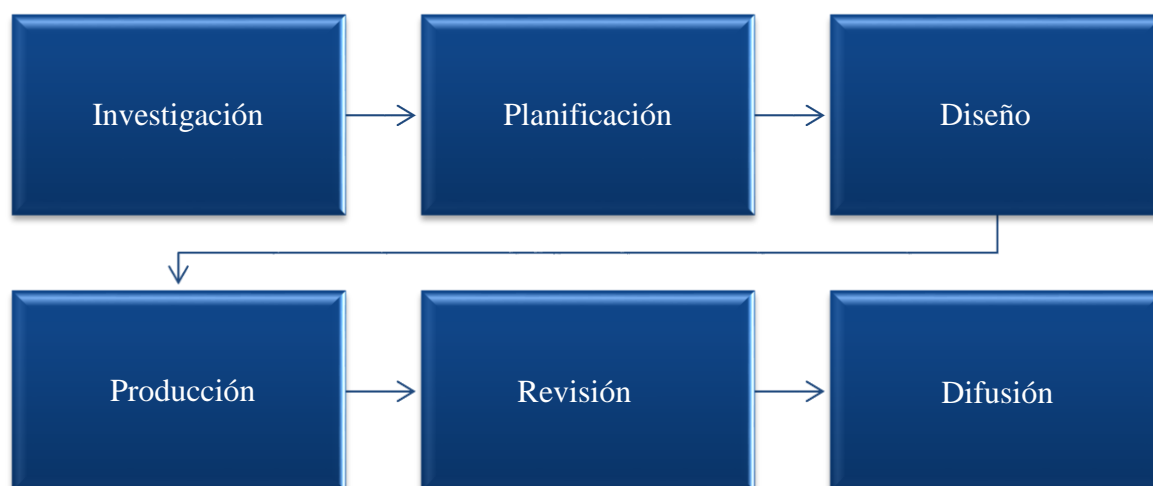 Investigación
Planificación
Diseño
Producción
Revisión
Difusión